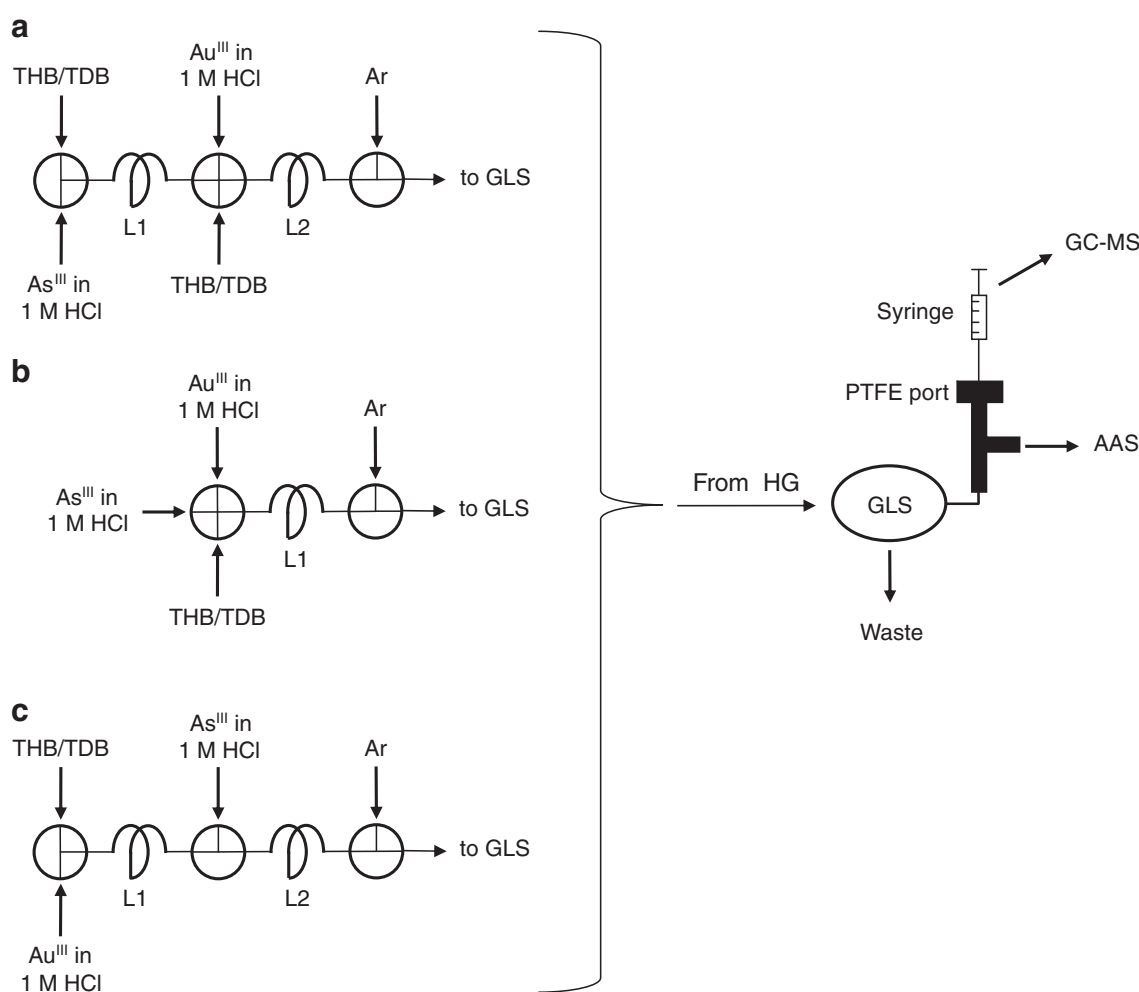 a
THB/TDB
Au^III in
1 M HCl
Ar
to GLS
L1
L2
As^III in
1 M HCl
THB/TDB
b
Au^III in
1 M HCl
Ar
As^III in
1 M HCl
to GLS
L1
THB/TDB
c
THB/TDB
As^III in
1 M HCl
Ar
to GLS
L1
L2
Au^III in
1 M HCl
From HG
GC-MS
Syringe
PTFE port
AAS
GLS
Waste